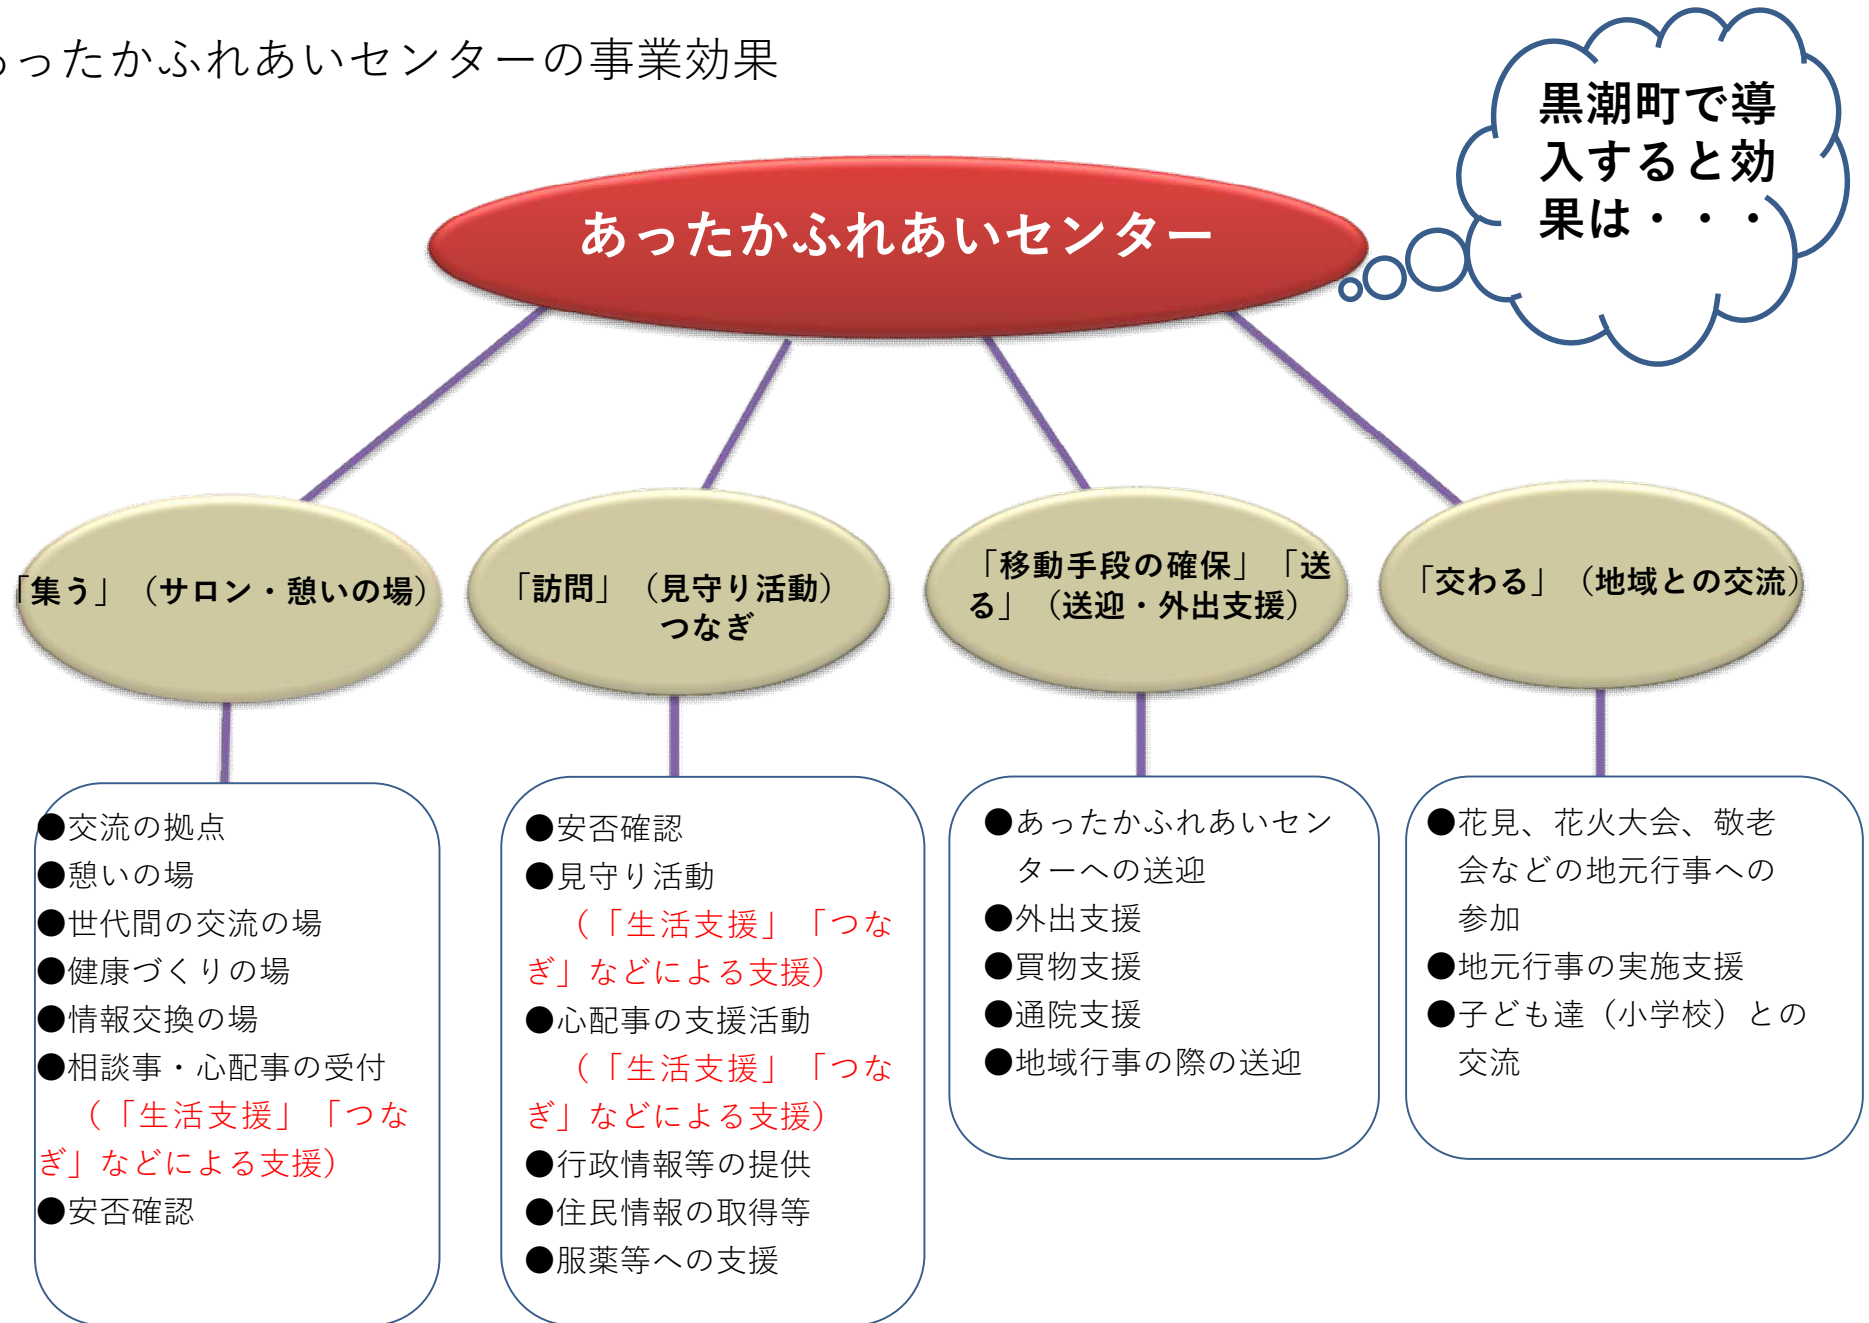 ったかふれあいセンターの事業効果
黒潮町で導
入すると効
果は・・・
あったかふれあいセンター
「集う」（サロン・憩いの場）
「訪問」（見守り活動）
つなぎ
「移動手段の確保」「送
る」（送迎・外出支援）
「交わる」（地域との交流）
●交流の拠点
●憩いの場
●世代間の交流の場
●健康づくりの場
●情報交換の場
●相談事・心配事の受付
（「生活支援」「つな
ぎ」などによる支援）
●安否確認
●安否確認
●見守り活動
（「生活支援」「つな
ぎ」などによる支援）
●心配事の支援活動
（「生活支援」「つな
ぎ」などによる支援）
●行政情報等の提供
●住民情報の取得等
●服薬等への支援
●あったかふれあいセン
ターへの送迎
●外出支援
●買物支援
●通院支援
●地域行事の際の送迎
●花見、花火大会、敬老
会などの地元行事への
参加
●地元行事の実施支援
●子ども達（小学校）との
交流